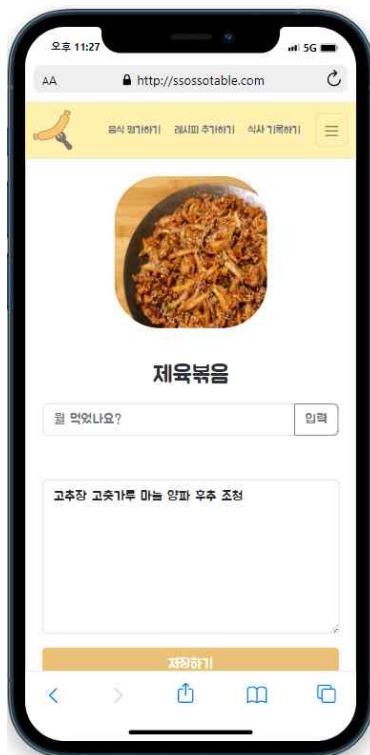 오후 11:27
5G
AA
http://ssossotable.com
음식 평가하기 레시피 추가하기 식사 기록하기
제육볶음
뭘 먹었나요?
입력
고추장 고춧가루 마늘 양파 후추 조청
저장하기